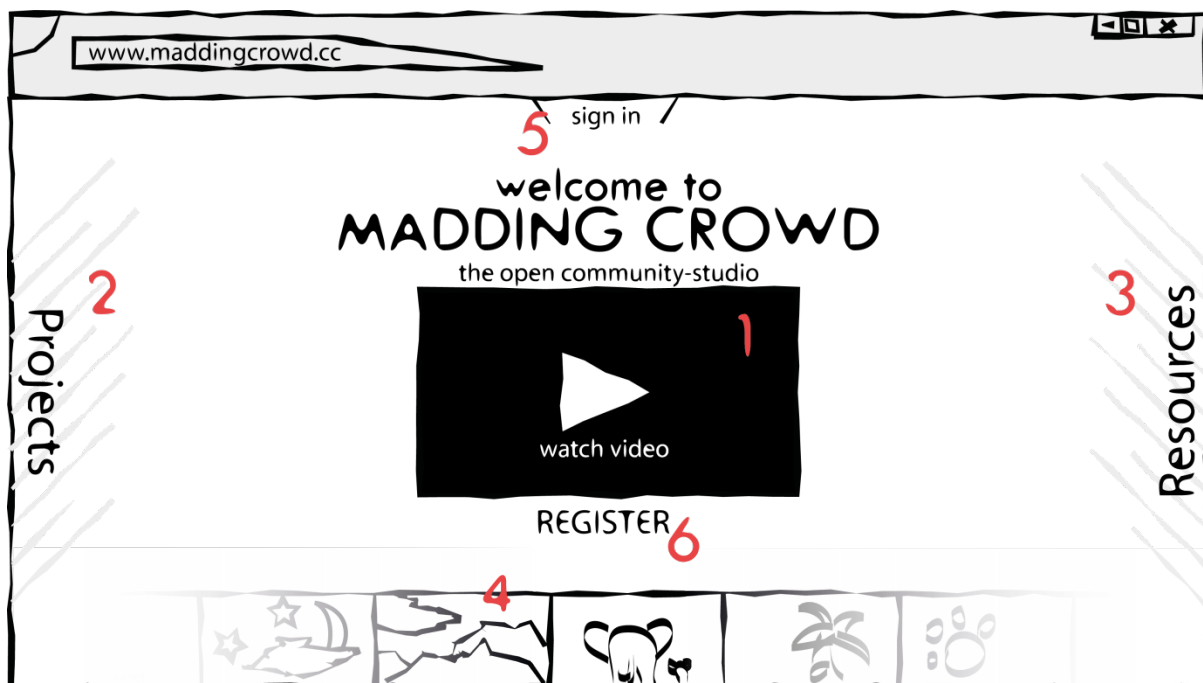 www.maddingcrowd.cc
sign in
5
welcome to
MADDING CROWD
the open community-studio
2
Projects
1
watch video
3
Resources
REGISTER
6
4